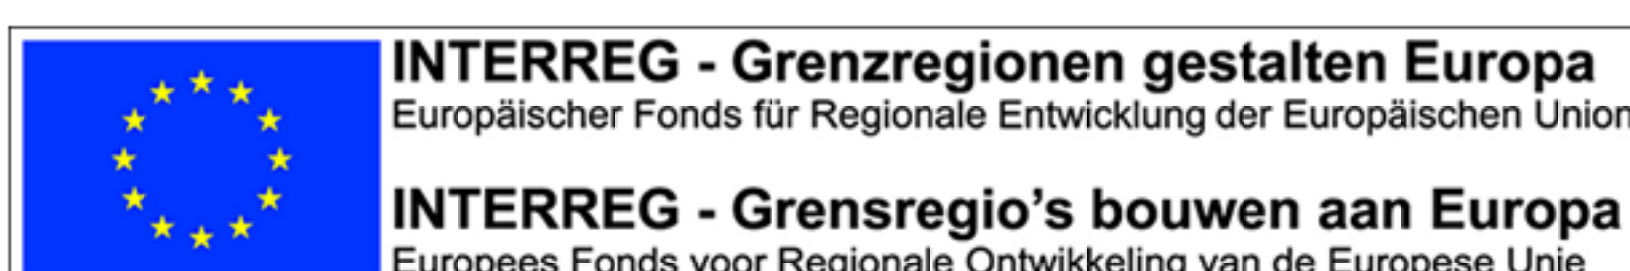 INTERREG - Grenzregionen gestalten Europa
Europäischer Fonds für Regionale Entwicklung der Europäischen Union
INTERREG - Grensregio’s bouwen aan Europa
Europees Fonds voor Regionale Ontwikkeling van de Europese Unie